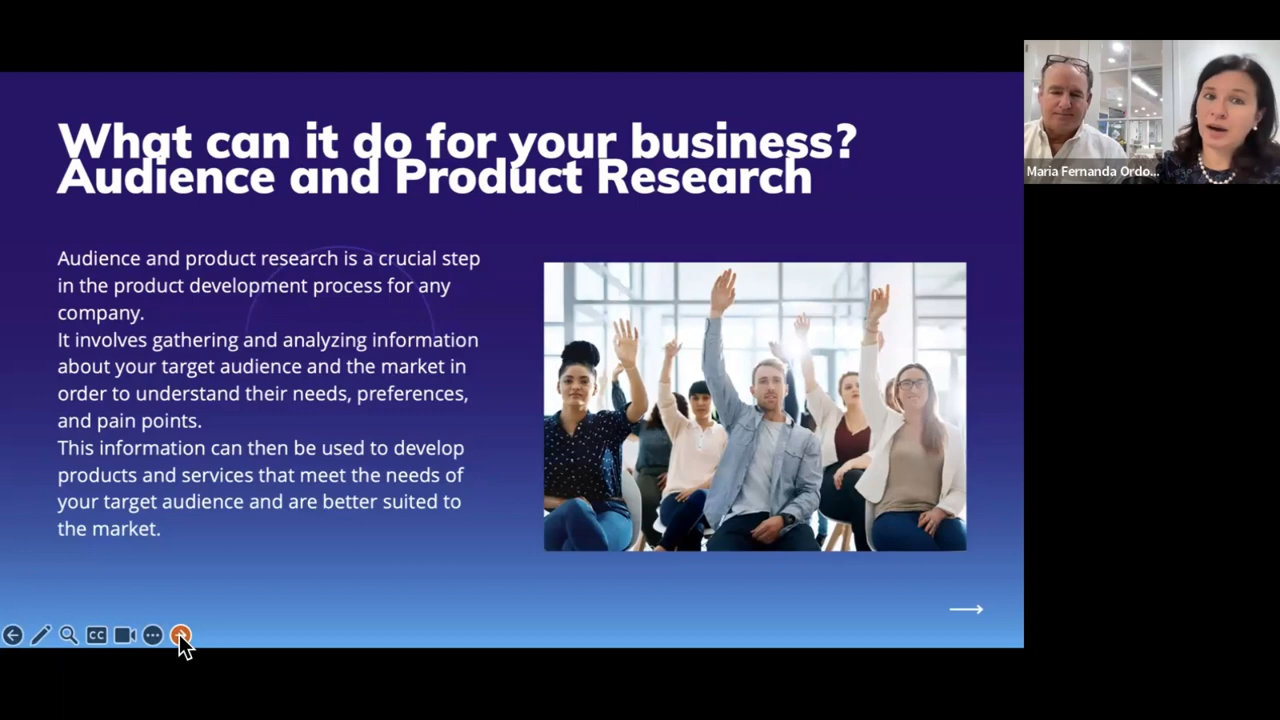 What can it do for your business?
Audience and Product Research
Audience and product research is a crucial step
in the product development process for any
company.
It involves gathering and analyzing information
about your target audience and the market in
order to understand their needs, preferences,
and pain points.
This information can then be used to develop
products and services that meet the needs of
your target audience and are better suited to
the market.
CC
Maria Fernanda Ordo...